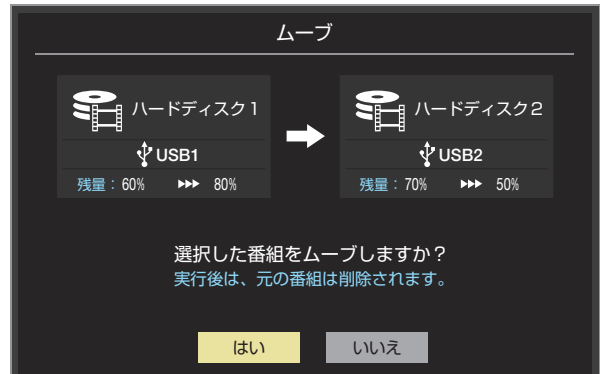 ムーブ
ハードディスク1
USB1
残量：60% ▸▸▸ 80%
ハードディスク2
USB2
残量：70% ▸▸▸ 50%
選択した番組をムーブしますか？
実行後は、元の番組は削除されます。
はい
いいえ